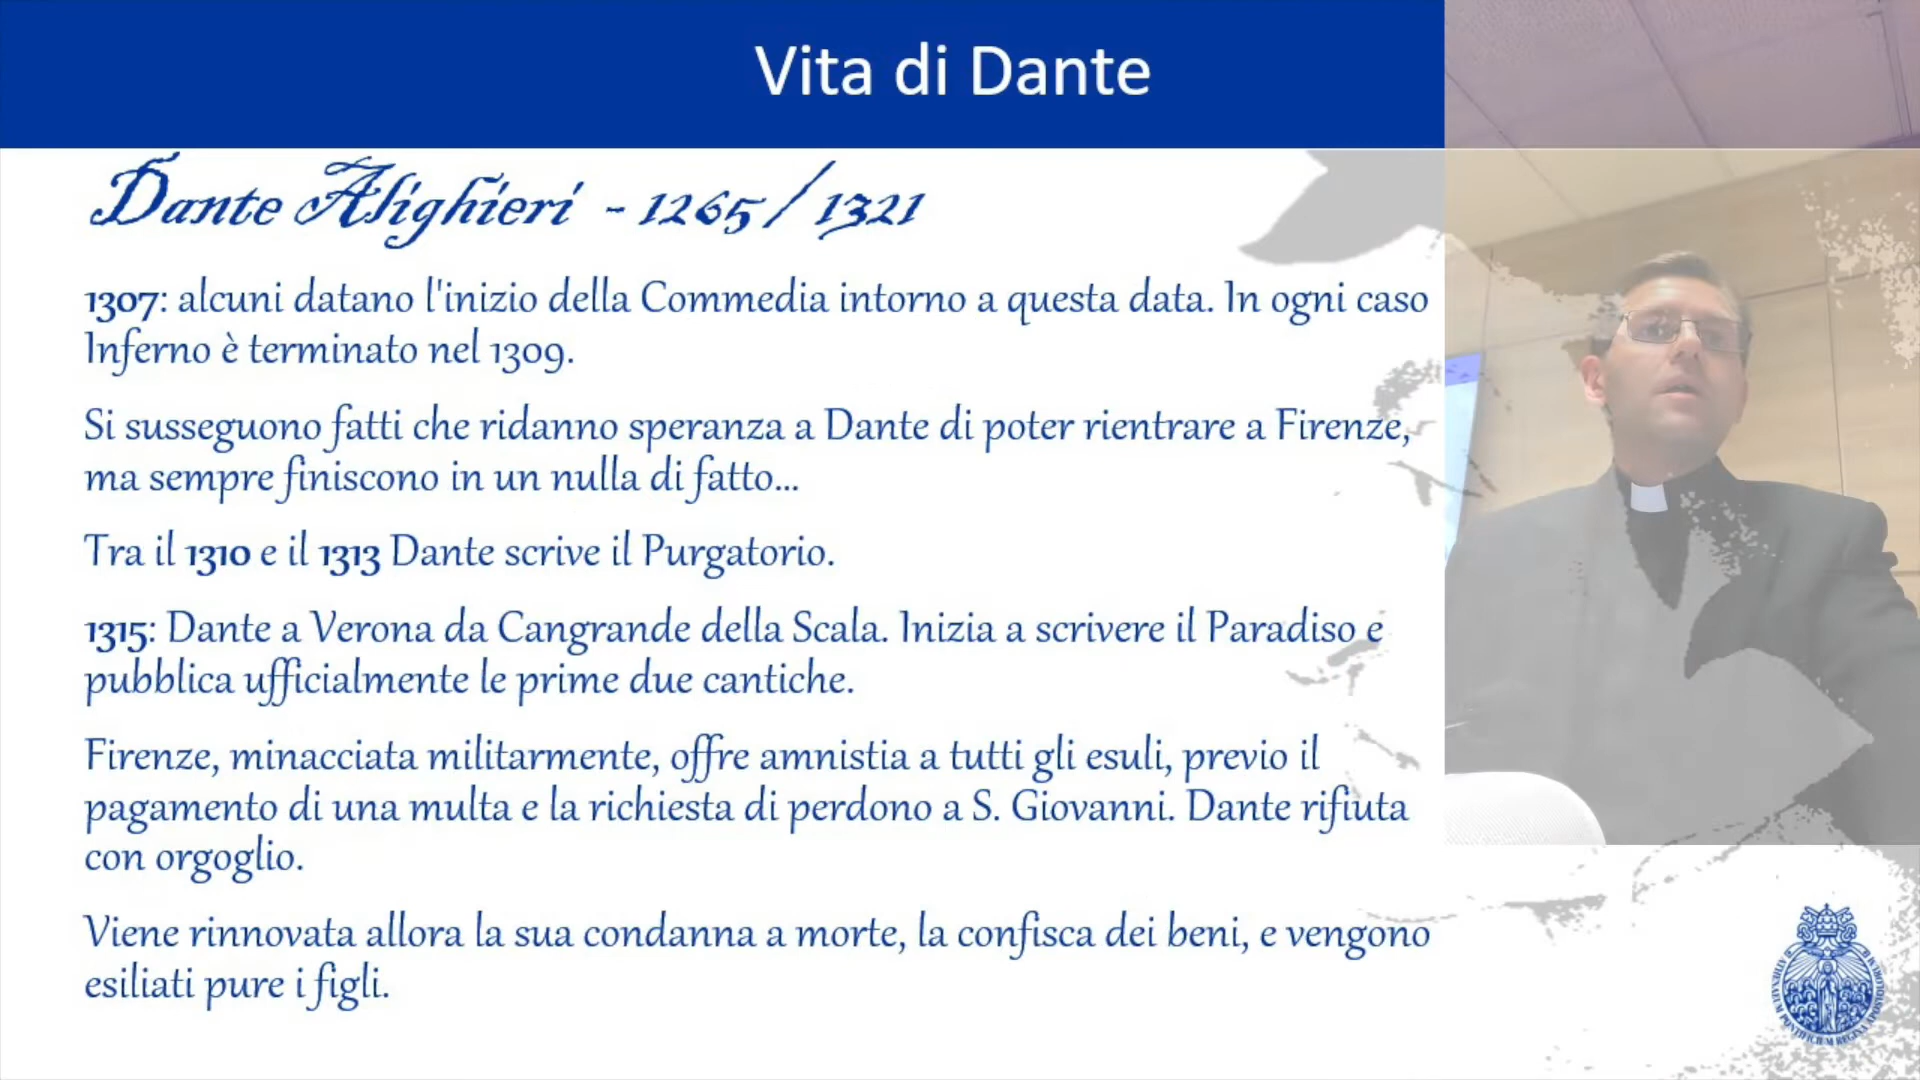 Vita di Dante
Dante Alighieri - 1265/1321
1307: alcuni datano l'inizio della Commedia intorno a questa data. In ogni caso
Inferno è terminato nel 1309.
Si susseguono fatti che ridanno speranza a Dante di poter rientrare a Firenze,
ma sempre finiscono in un nulla di fatto...
Tra il 1310 e il 1313 Dante scrive il Purgatorio.
1315: Dante a Verona da Cangrande della Scala. Inizia a scrivere il Paradiso e
pubblica ufficialmente le prime due cantiche.
Firenze, minacciata militarmente, offre amnistia a tutti gli esuli, previo il
pagamento di una multa e la richiesta di perdono a S. Giovanni. Dante rifiuta
con orgoglio.
Viene rinnovata allora la sua condanna a morte, la confisca dei beni, e vengono
esiliati pure i figli.
ATHENAEUM PONTIFICIUM REGINA APOSTOLORUM